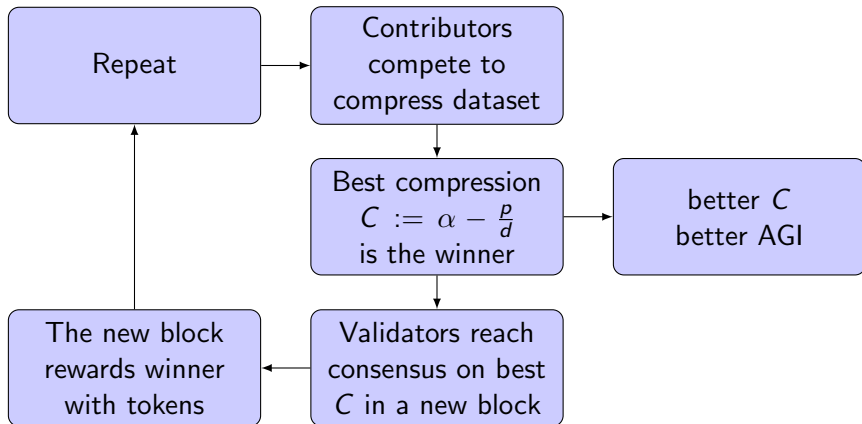 Repeat
Contributors
compete to
compress dataset
Best compression
C := α − p/d
is the winner
better C
better AGI
The new block
rewards winner
with tokens
Validators reach
consensus on best
C in a new block